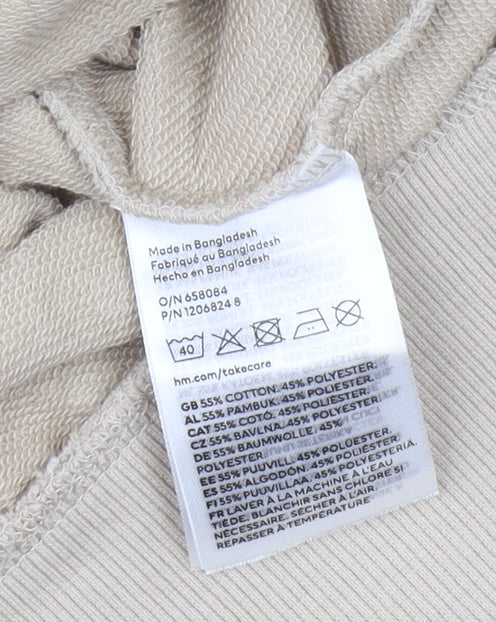 Made in Bangladesh
Fabriqué au Bangladesh
Hecho en Bangladesh
O/N 658084
P/N 1206824 8
40
hm.com/takecare
GB 55% COTTON. 45% POLYESTER.
AL 55% PAMBUK. 45% POLIESTER.
CAT 55% COTÓ. 45% POLIÈSTER.
CZ 55% BAVLNA. 45% POLYESTER.
DE 55% BAUMWOLLE. 45%
POLYESTER.
EE 55% PUUVILL. 45% POLÜESTER.
ES 55% ALGODÓN. 45% POLIÉSTER.
FI 55% PUUVILLAA. 45% POLYESTERIA.
FR LAVER À LA MACHINE À L'EAU
TIÈDE. BLANCHIR SANS CHLORE SI
NÉCESSAIRE. SÉCHER À L'AIR.
REPASSER À TEMPÉRATURE